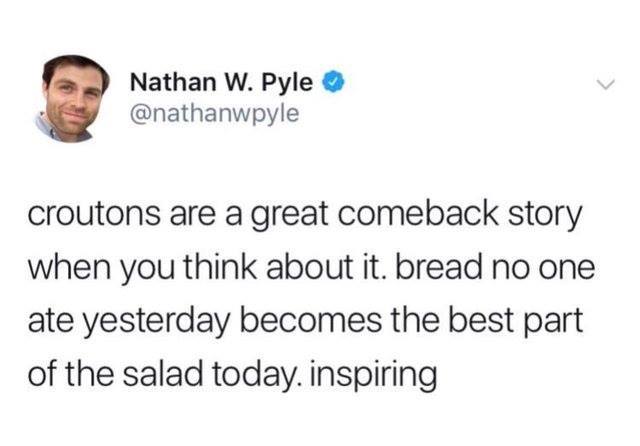 Nathan W. Pyle
@nathanwpyle
croutons are a great comeback story
when you think about it. bread no one
ate yesterday becomes the best part
of the salad today. inspiring